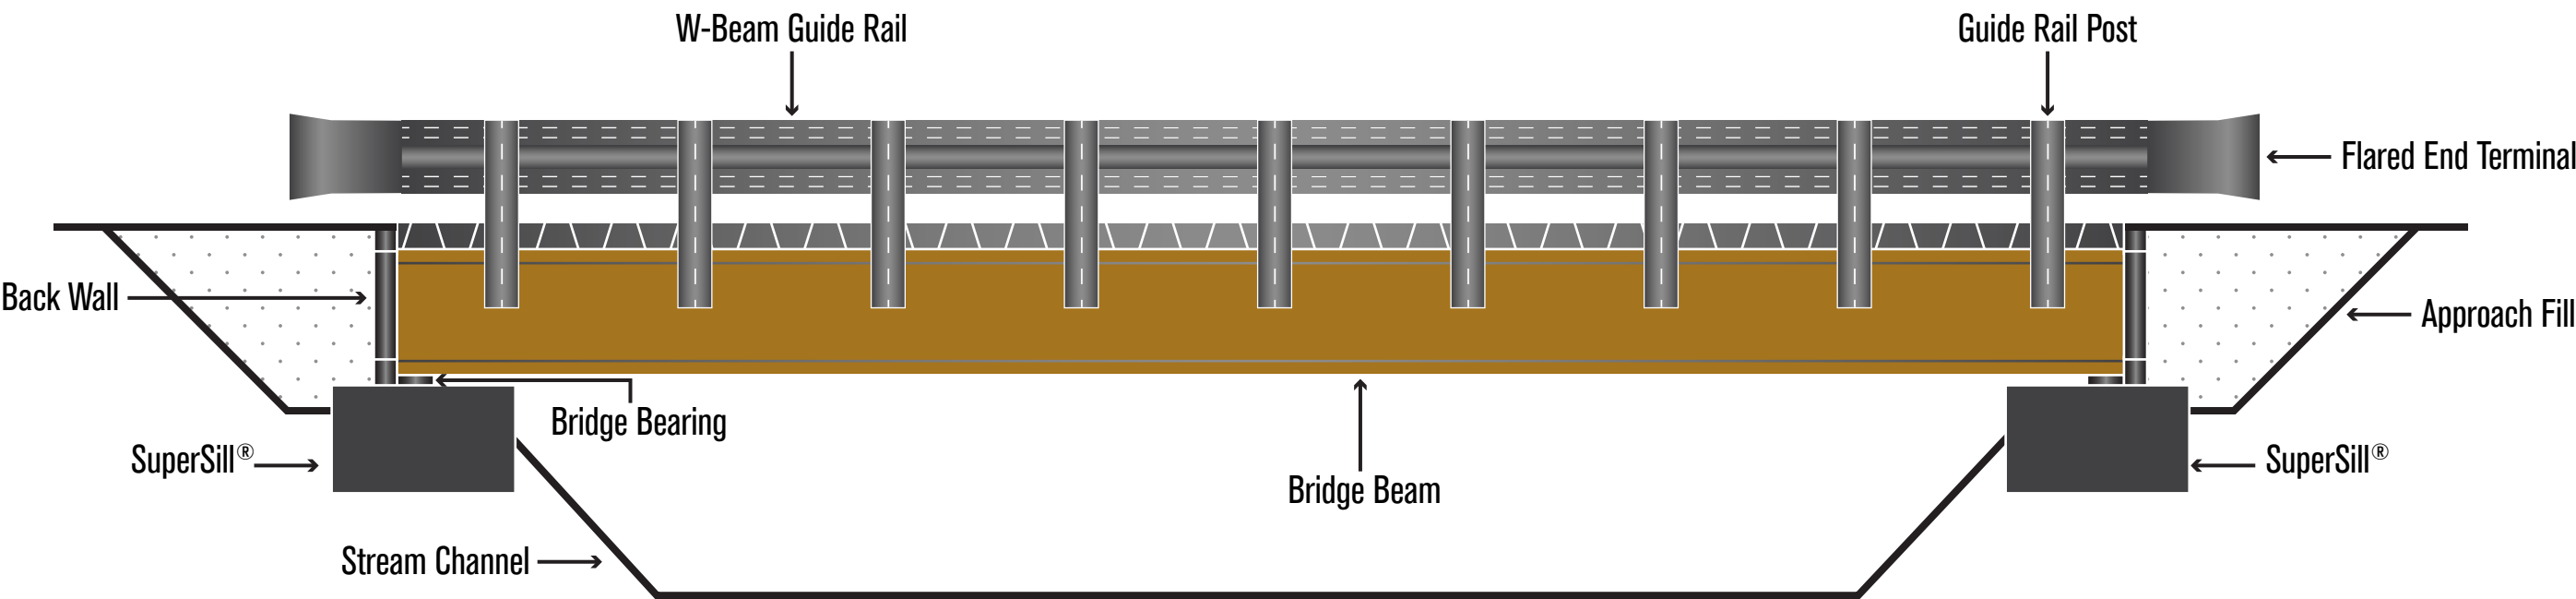 W-Beam Guide Rail
Guide Rail Post
Flared End Terminal
Back Wall
Approach Fill
Bridge Bearing
SuperSill®
SuperSill®
Bridge Beam
Stream Channel